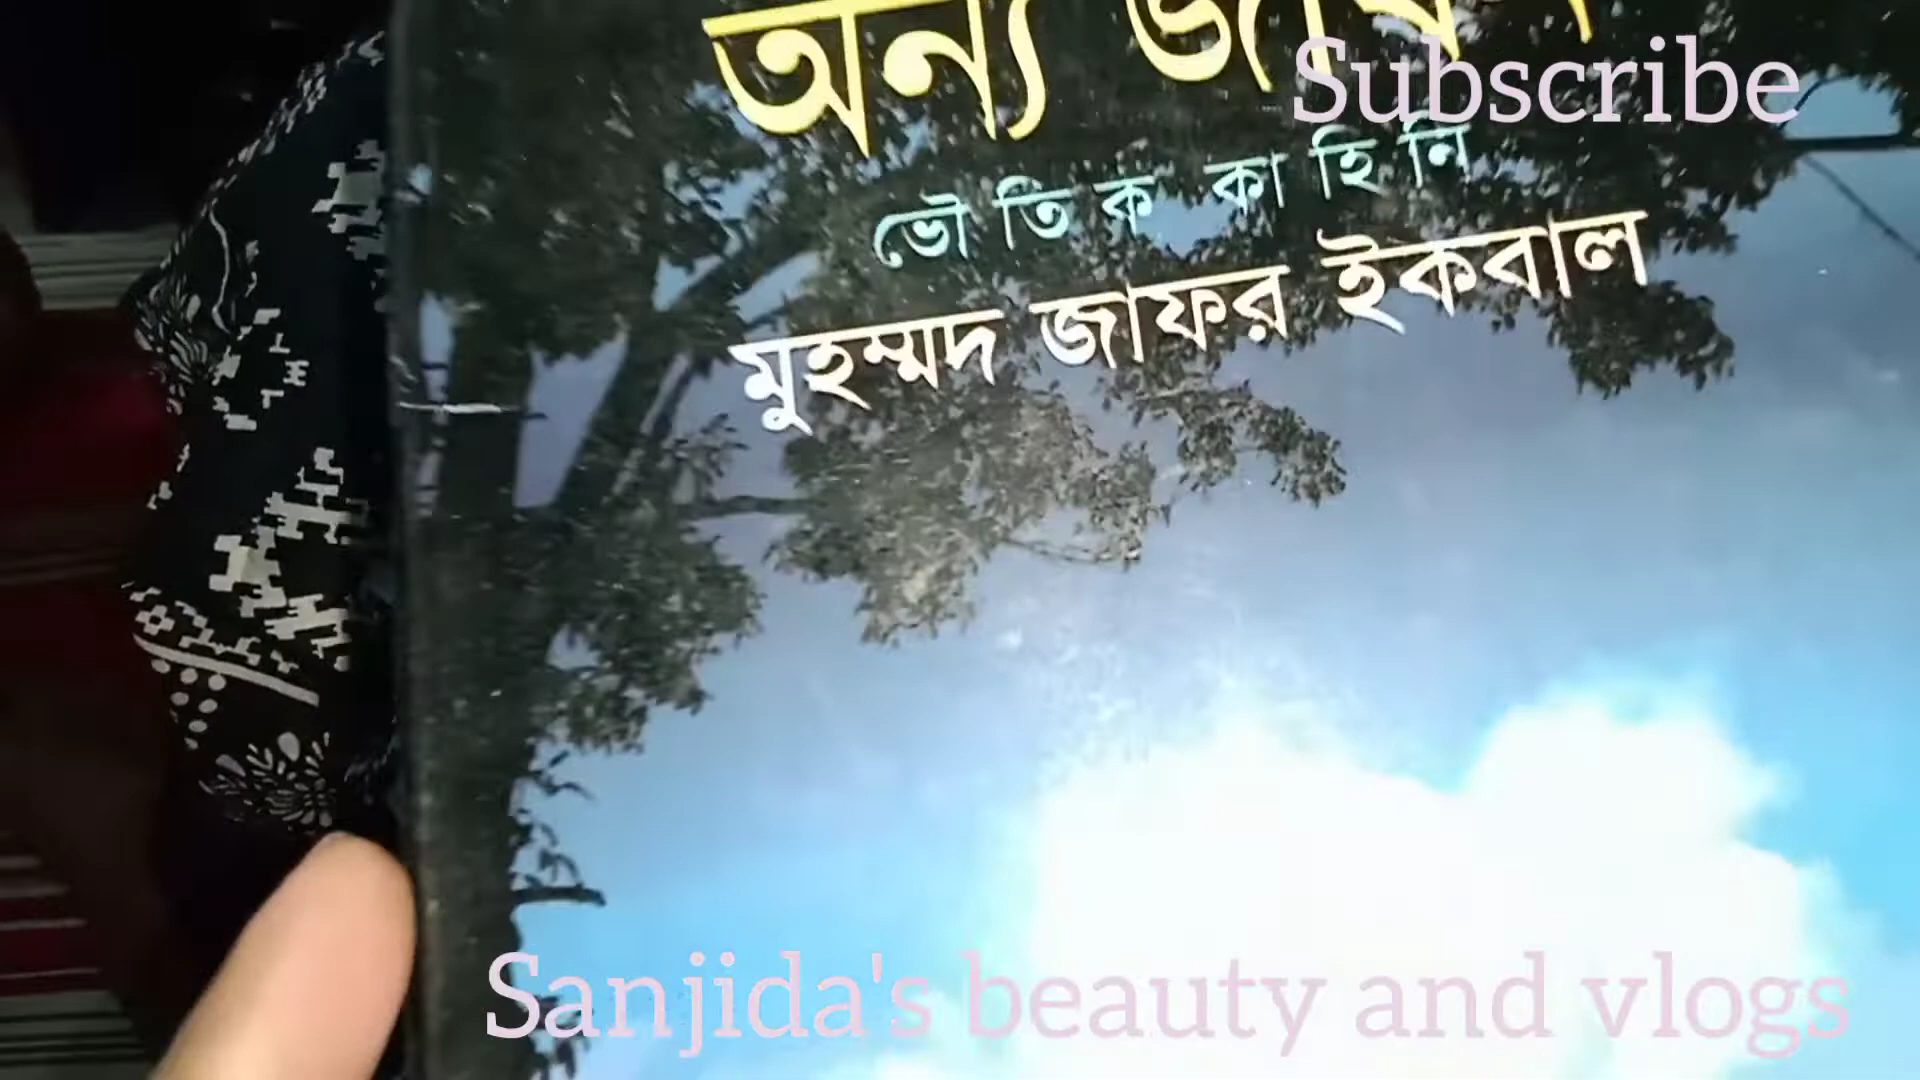 অন্য
Subscribe
ভৌতিক কাহিনি
মুহম্মদ জাফর ইকবাল
Sanjida's beauty and vlogs